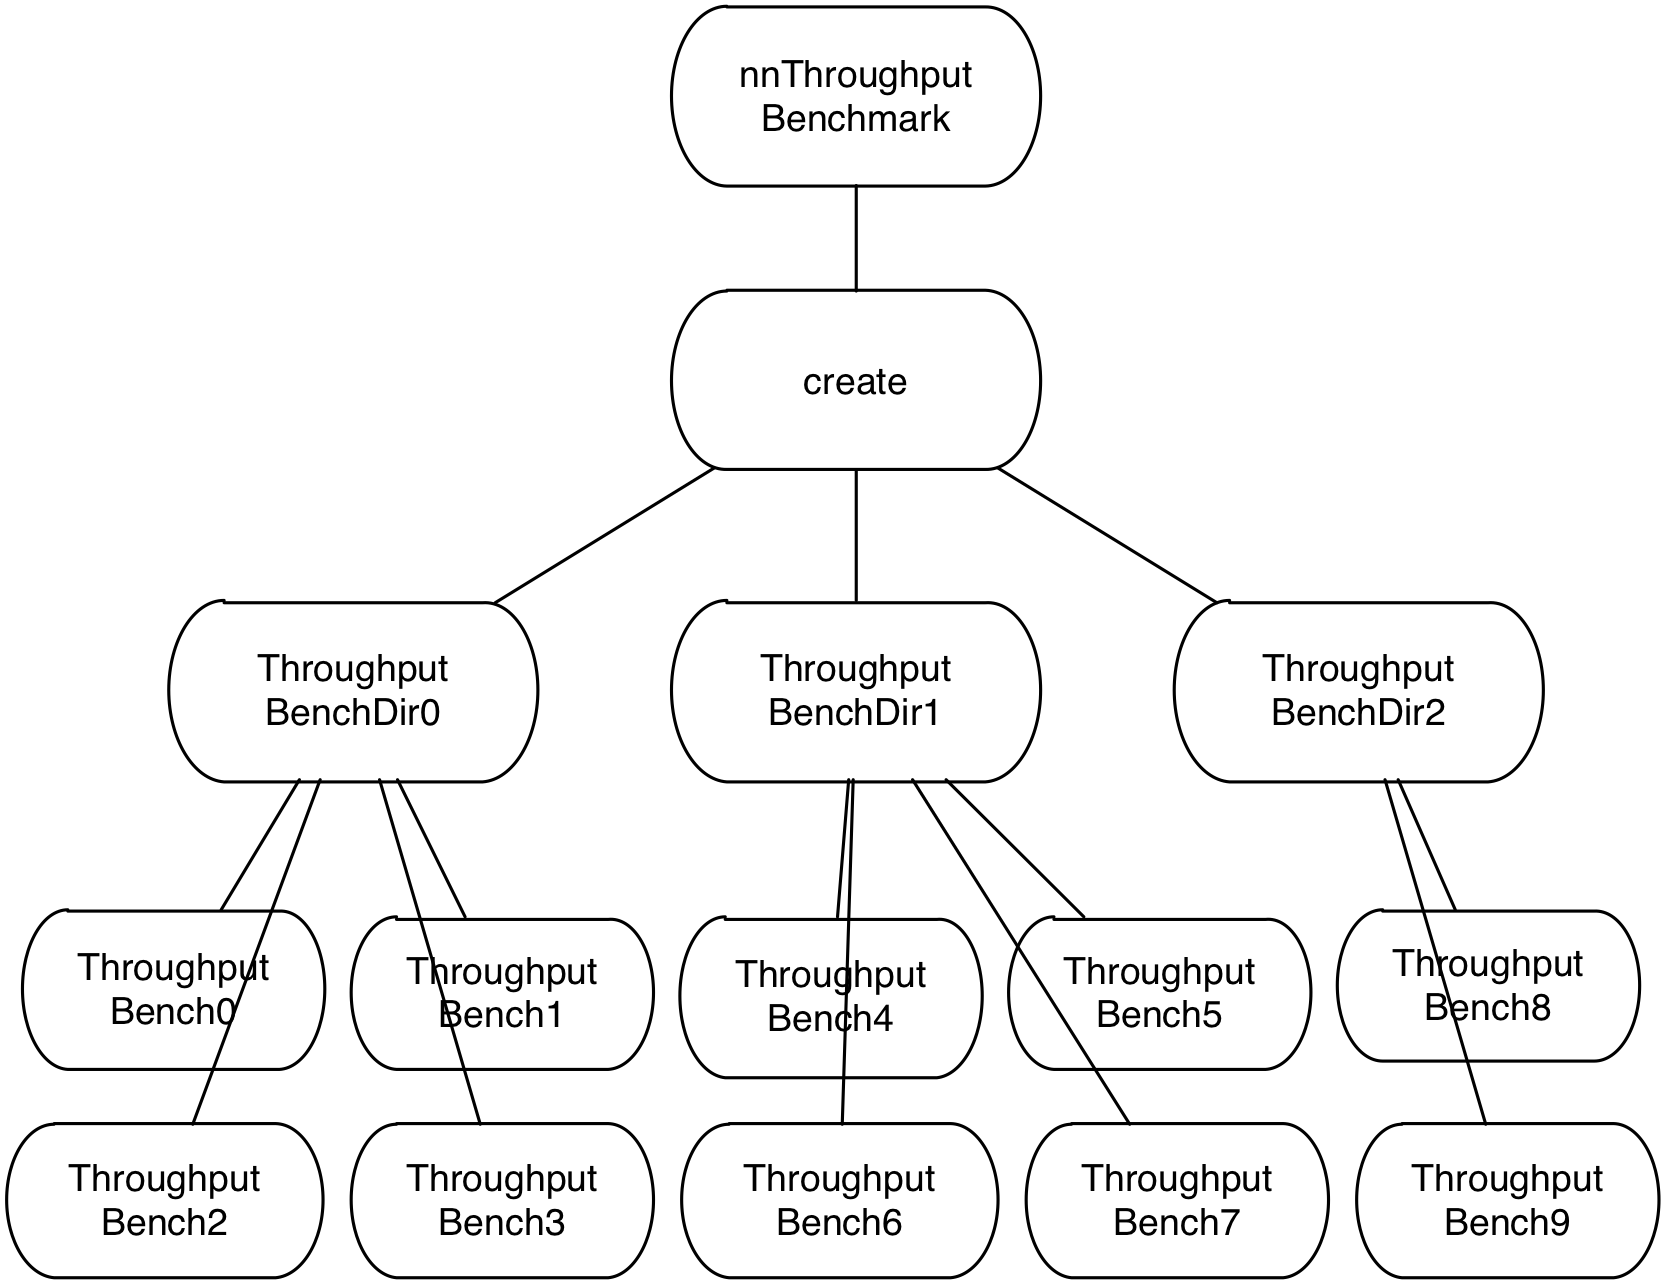 nnThroughput
Benchmark
create
Throughput
BenchDir0
Throughput
BenchDir1
Throughput
BenchDir2
Throughput
Bench0
Throughput
Bench1
Throughput
Bench4
Throughput
Bench5
Throughput
Bench8
Throughput
Bench2
Throughput
Bench3
Throughput
Bench6
Throughput
Bench7
Throughput
Bench9